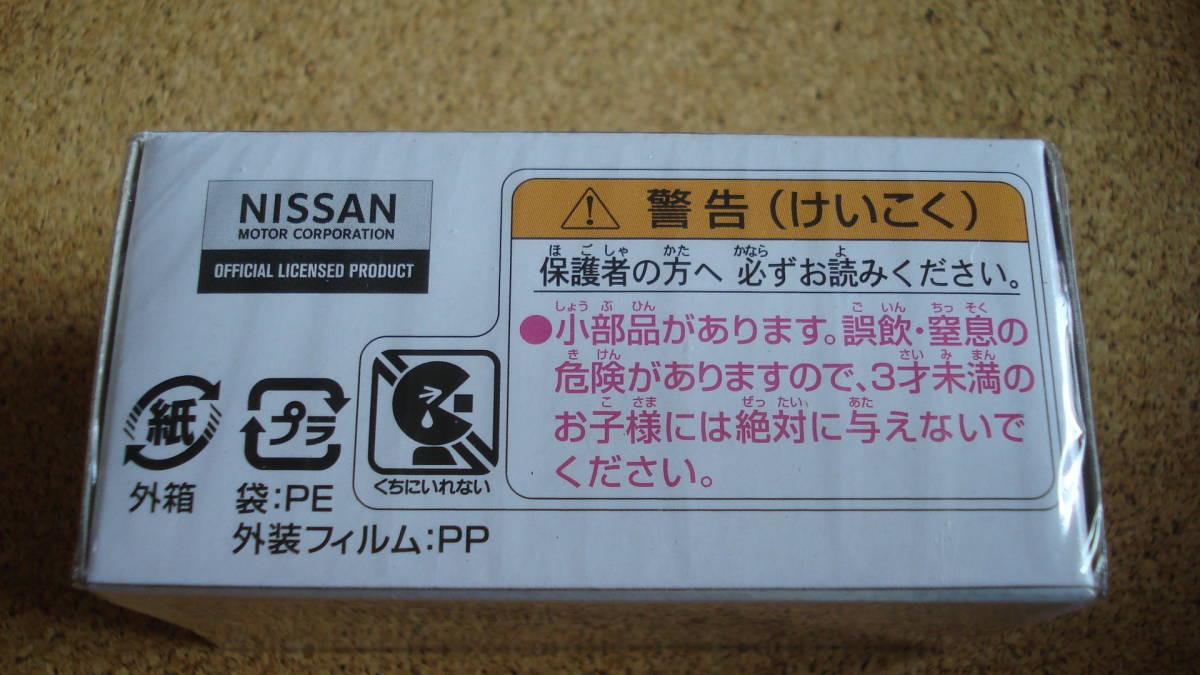 NISSAN
MOTOR CORPORATION
OFFICIAL LICENSED PRODUCT
紙
外箱
プラ
袋:PE
外装フィルム:PP
くちにいれない
警告(けいこく)
ほごしゃ かた かなら よ
保護者の方へ 必ずお読みください。
しょうぶひん ごいん ちっそく
●小部品があります。誤飲・窒息の
きけん さいみまん
危険がありますので、3才未満の
こさま ぜったい あた
お子様には絶対に与えないで
ください。